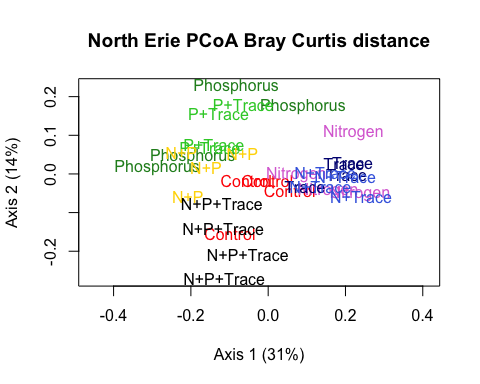 North Erie PCoA Bray Curtis distance
Phosphorus
P+Trace
Phosphorus
P+Trace
Nitrogen
P+Trace
P+Trace
N+P
N+P
Phosphorus
Phosphorus
N+P
Trace
Trace
Nitrogen
N+Trace
N+Trace
Control
Control
Trace
Control
Nitrogen
N+Trace
N+P
N+P+Trace
N+P+Trace
Control
N+P+Trace
N+P+Trace
-0.2
0.0
0.1
0.2
Axis 2 (14%)
-0.4
-0.2
0.0
0.2
0.4
Axis 1 (31%)